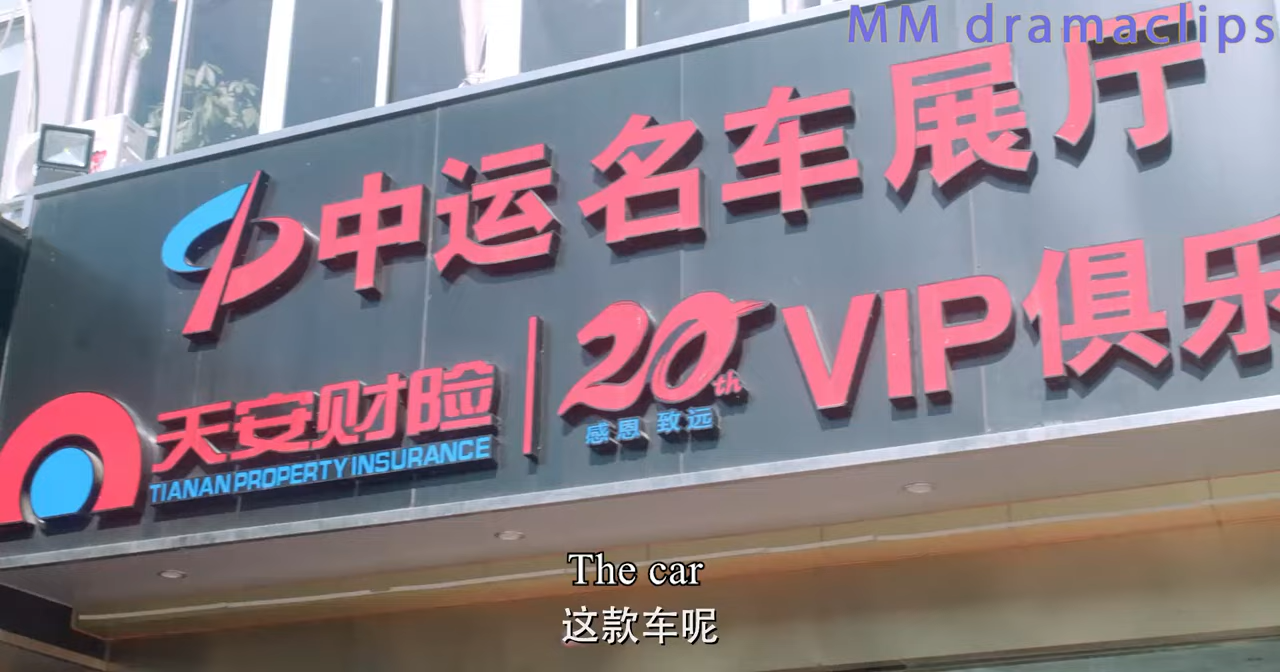 MM dramaclips
中运名车展厅
天安财险
TIANAN PROPERTY INSURANCE
20th
感恩 致远
VIP俱乐
The car
这款车呢